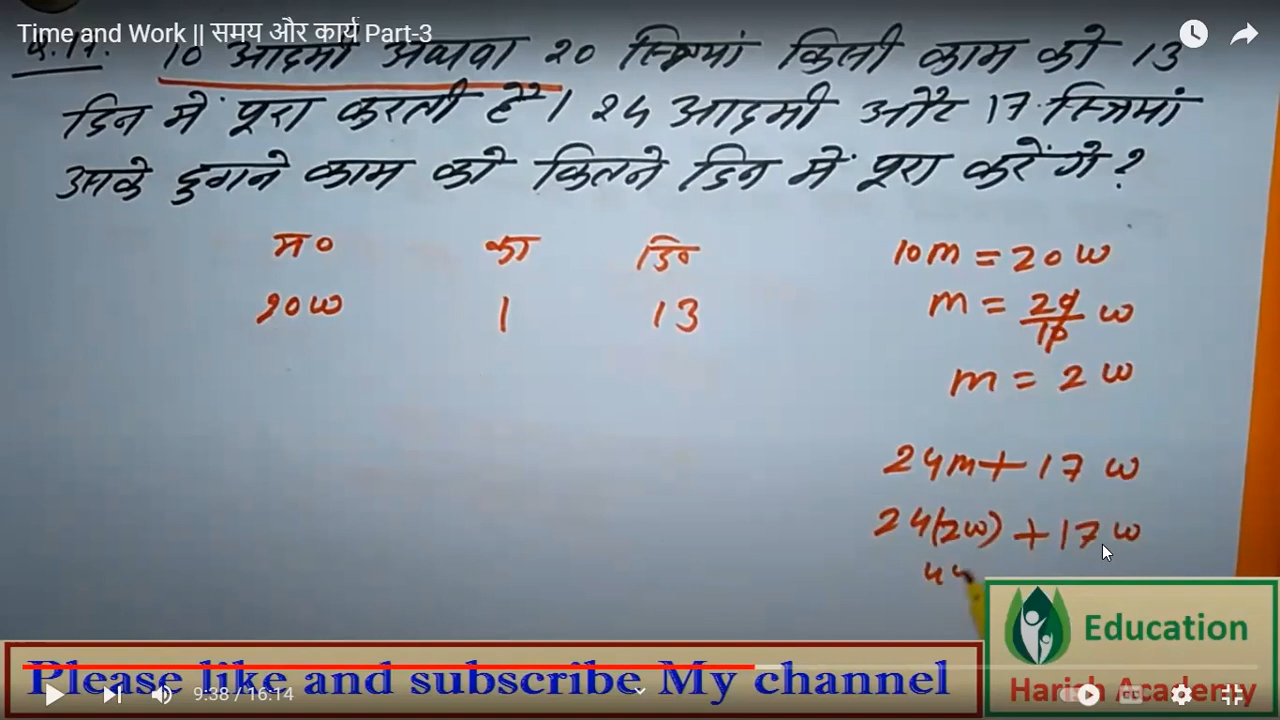 Time and Work || समय और कार्य Part-3
10 आदमी अथवा 20 स्त्रियां किसी काम को 13
दिन में पूरा करती हैं। 24 आदमी और 17 स्त्रियां
उसके दुगने काम को कितने दिन में पूरा करेंगे?
म० का दि०
20w 1 13
10m = 20w
m = 20/10 w
m = 2w
24m + 17w
24(2w) + 17w
Education
Harish Academy
Please like and subscribe My channel
9:38 / 16:14